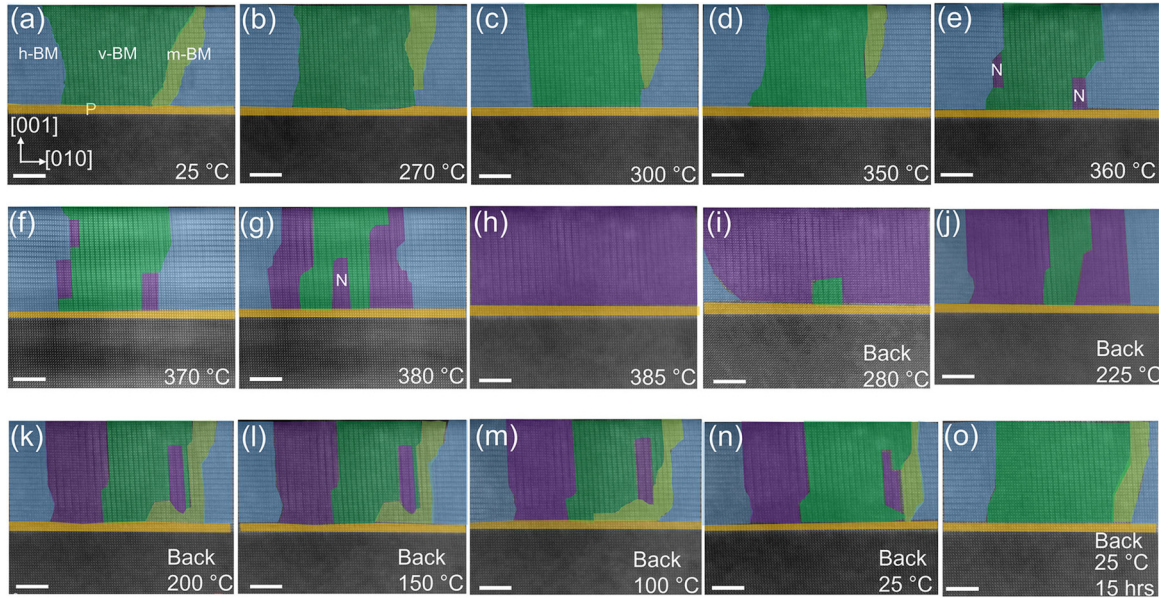 (a)
h-BM v-BM m-BM
P
[001]
[010]
25 °C
(b)
270 °C
(c)
300 °C
(d)
350 °C
(e)
N
N
360 °C
(f)
370 °C
(g)
N
380 °C
(h)
385 °C
(i)
Back
280 °C
(j)
Back
225 °C
(k)
Back
200 °C
(l)
Back
150 °C
(m)
Back
100 °C
(n)
Back
25 °C
(o)
Back
25 °C
15 hrs